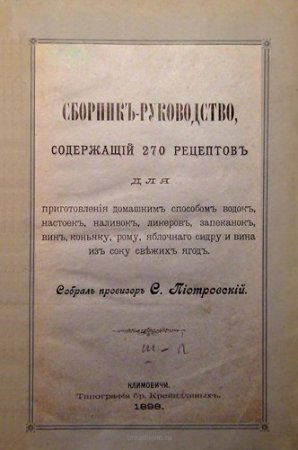 СБОРНИКЪ-РУКОВОДСТВО,
СОДЕРЖАЩІЙ 270 РЕЦЕПТОВЪ
ДЛЯ
приготовленія домашнимъ способомъ водокъ,
настоекъ, наливокъ, ликеровъ, запеканокъ,
винъ, коньяку, рому, яблочнаго сидру и вина
изъ соку свѣжихъ ягодъ.
Собралъ провизоръ С. Піотровскій.
КЛИМОВИЧИ.
Типографія бр. Крейндлиныхъ.
1898.